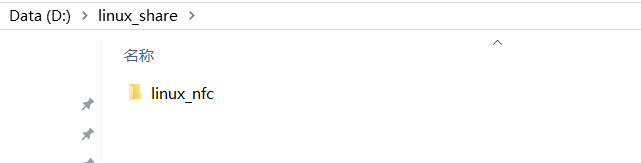 Data (D:) > linux_share >
名称
linux_nfc